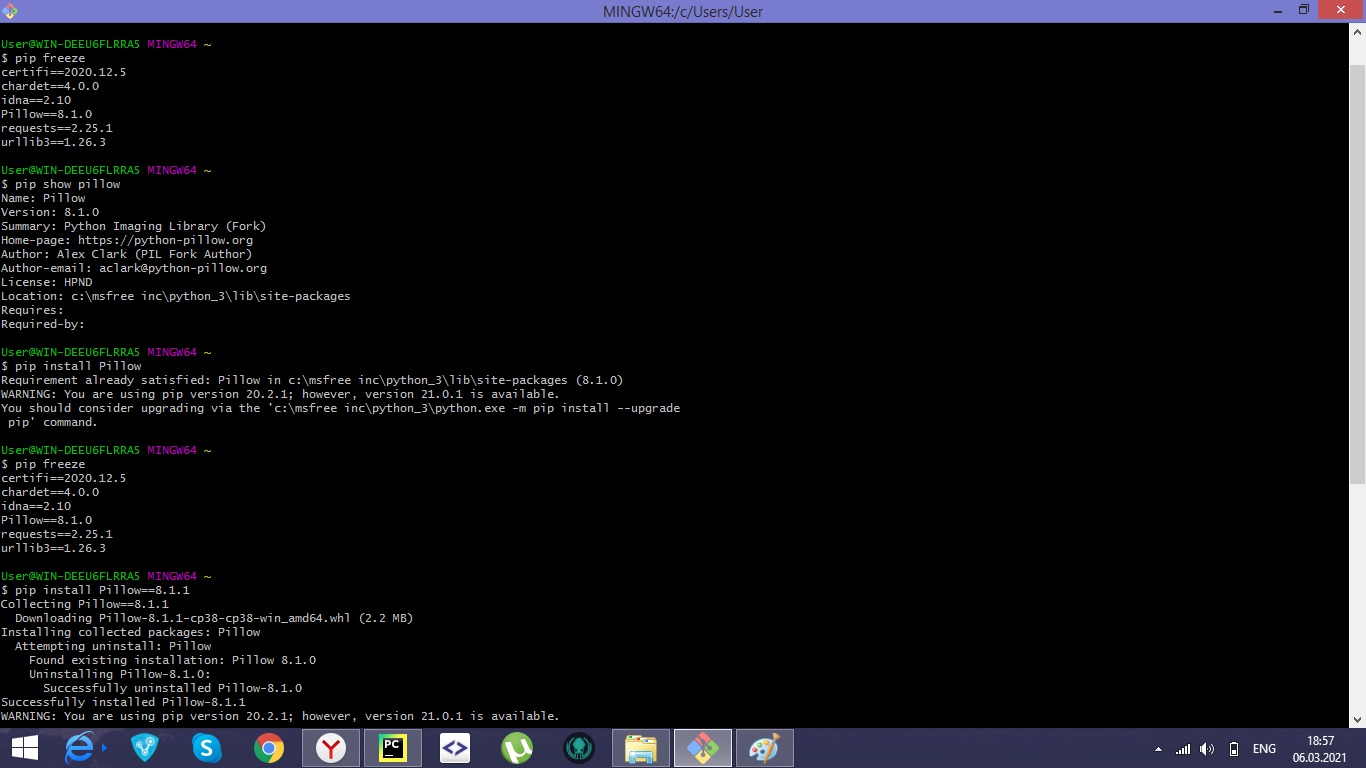 MINGW64:/c/Users/User
User@WIN-DEEU6FLRRA5 MINGW64 ~
$ pip freeze
certifi==2020.12.5
chardet==4.0.0
idna==2.10
Pillow==8.1.0
requests==2.25.1
urllib3==1.26.3
User@WIN-DEEU6FLRRA5 MINGW64 ~
$ pip show pillow
Name: Pillow
Version: 8.1.0
Summary: Python Imaging Library (Fork)
Home-page: https://python-pillow.org
Author: Alex Clark (PIL Fork Author)
Author-email: aclark@python-pillow.org
License: HPND
Location: c:\msfree inc\python_3\lib\site-packages
Requires:
Required-by:
User@WIN-DEEU6FLRRA5 MINGW64 ~
$ pip install Pillow
Requirement already satisfied: Pillow in c:\msfree inc\python_3\lib\site-packages (8.1.0)
WARNING: You are using pip version 20.2.1; however, version 21.0.1 is available.
You should consider upgrading via the 'c:\msfree inc\python_3\python.exe -m pip install --upgrade
 pip' command.
User@WIN-DEEU6FLRRA5 MINGW64 ~
$ pip freeze
certifi==2020.12.5
chardet==4.0.0
idna==2.10
Pillow==8.1.0
requests==2.25.1
urllib3==1.26.3
User@WIN-DEEU6FLRRA5 MINGW64 ~
$ pip install Pillow==8.1.1
Collecting Pillow==8.1.1
  Downloading Pillow-8.1.1-cp38-cp38-win_amd64.whl (2.2 MB)
Installing collected packages: Pillow
  Attempting uninstall: Pillow
    Found existing installation: Pillow 8.1.0
    Uninstalling Pillow-8.1.0:
      Successfully uninstalled Pillow-8.1.0
Successfully installed Pillow-8.1.1
WARNING: You are using pip version 20.2.1; however, version 21.0.1 is available.
PC
ENG
18:57
06.03.2021